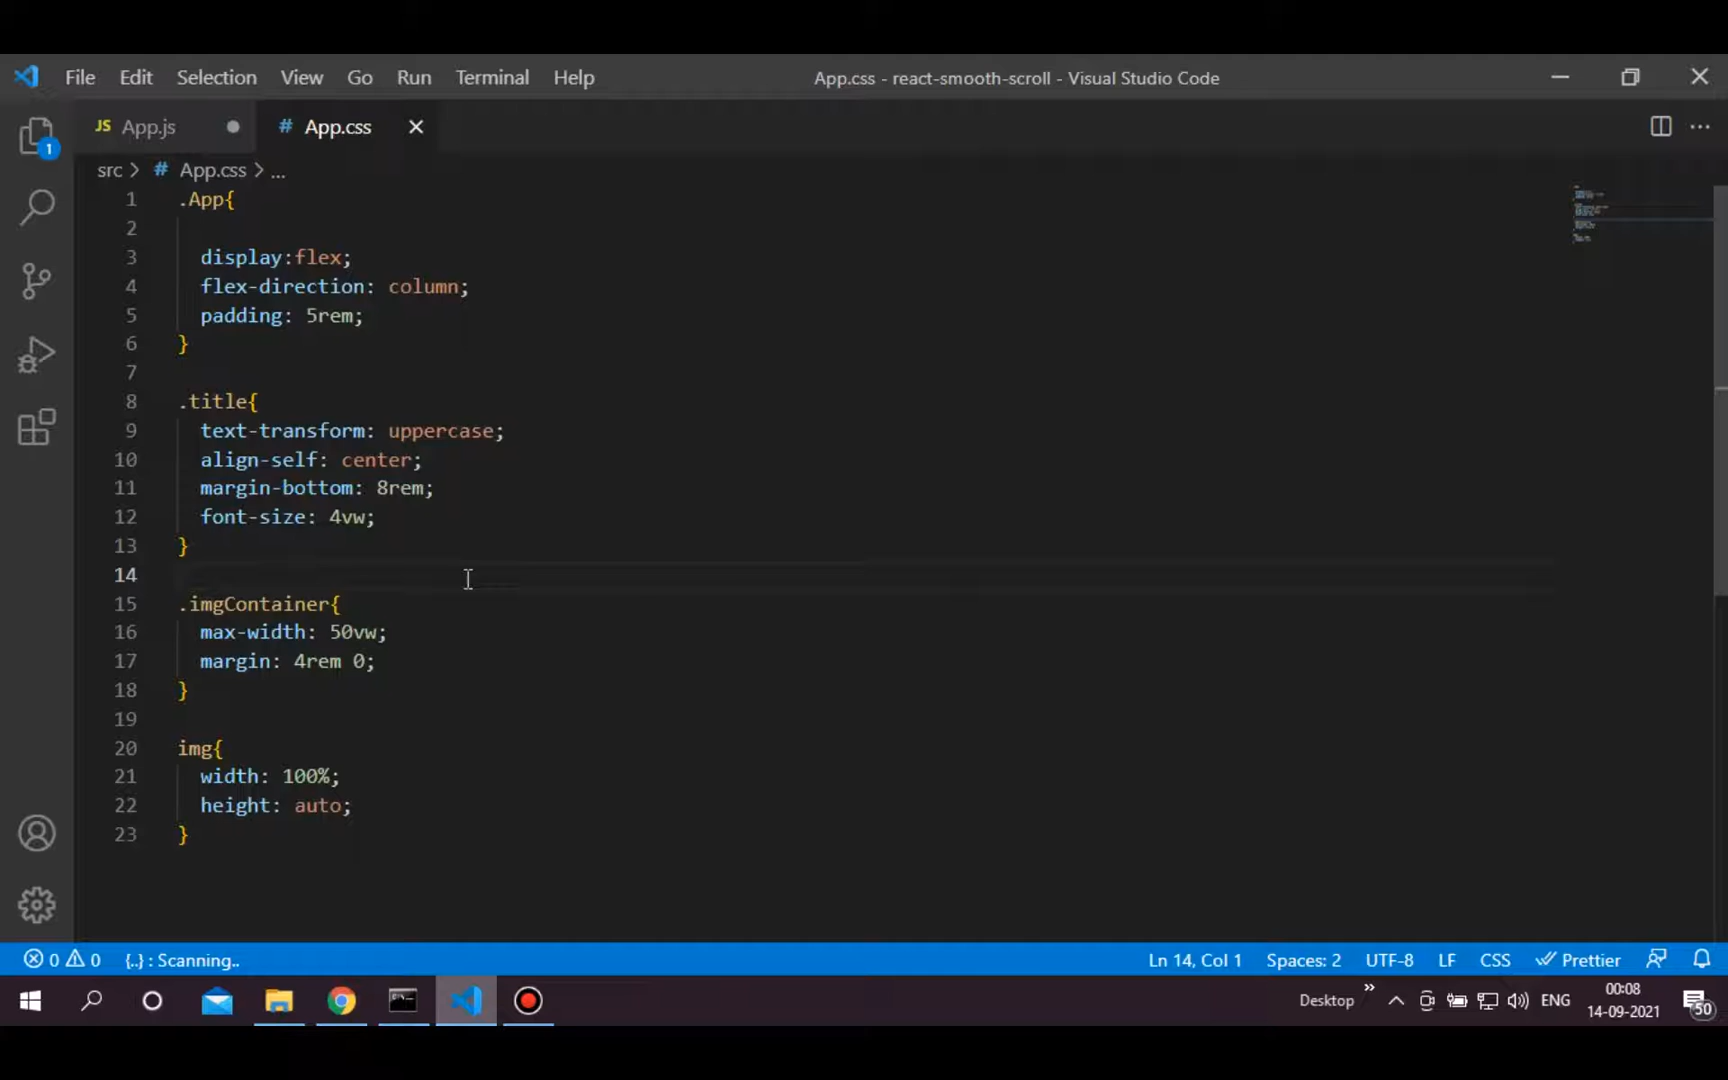 File Edit Selection View Go Run Terminal Help App.css - react-smooth-scroll - Visual Studio Code
JS App.js # App.css
1
src > # App.css > ...
1 .App{
2
3 display:flex;
4 flex-direction: column;
5 padding: 5rem;
6 }
7
8 .title{
9 text-transform: uppercase;
10 align-self: center;
11 margin-bottom: 8rem;
12 font-size: 4vw;
13 }
14
15 .imgContainer{
16 max-width: 50vw;
17 margin: 4rem 0;
18 }
19
20 img{
21 width: 100%;
22 height: auto;
23 }
0 0 {..} : Scanning.. Ln 14, Col 1 Spaces: 2 UTF-8 LF CSS Prettier
Desktop » ENG 00:08
14-09-2021
50